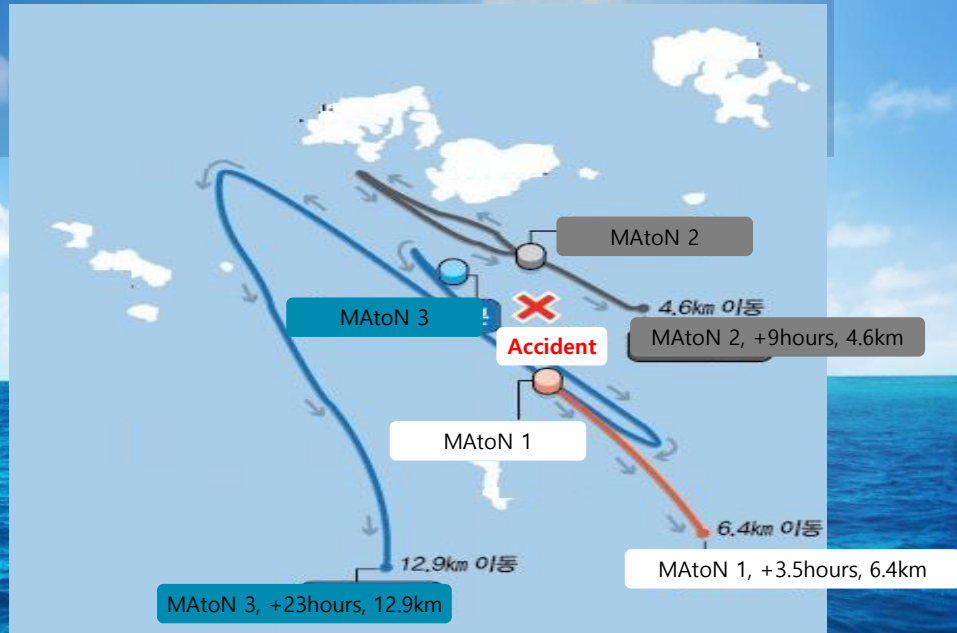 MAtoN 2
4.6km 이동
MAtoN 3
MAtoN 2, +9hours, 4.6km
Accident
MAtoN 1
6.4km 이동
12.9km 이동
MAtoN 1, +3.5hours, 6.4km
MAtoN 3, +23hours, 12.9km